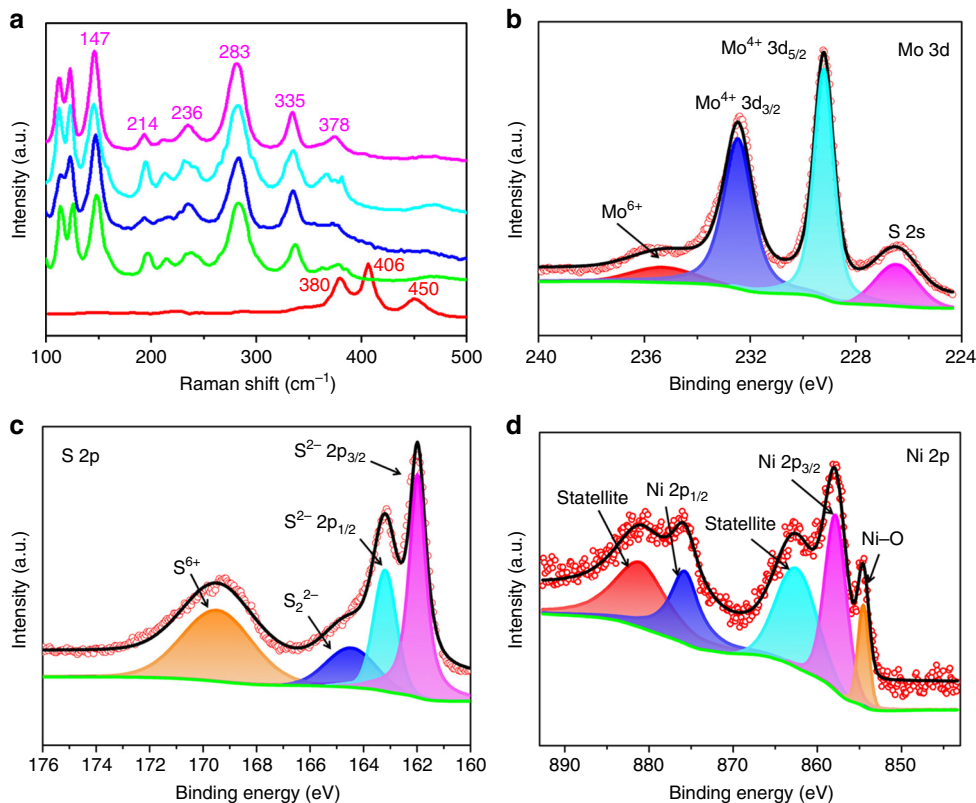 a
147
283
214
236
335
378
380
406
450
Intensity (a.u.)
100 200 300 400 500
Raman shift (cm⁻¹)
b
Mo 3d
Mo⁴⁺ 3d₅/₂
Mo⁴⁺ 3d₃/₂
Mo⁶⁺
S 2s
Intensity (a.u.)
240 236 232 228 224
Binding energy (eV)
c
S 2p
S²⁻ 2p₃/₂
S²⁻ 2p₁/₂
S⁶⁺
S₂²⁻
Intensity (a.u.)
176 174 172 170 168 166 164 162 160
Binding energy (eV)
d
Ni 2p
Ni 2p₃/₂
Statellite
Ni 2p₁/₂
Statellite
Ni–O
Intensity (a.u.)
890 880 870 860 850
Binding energy (eV)